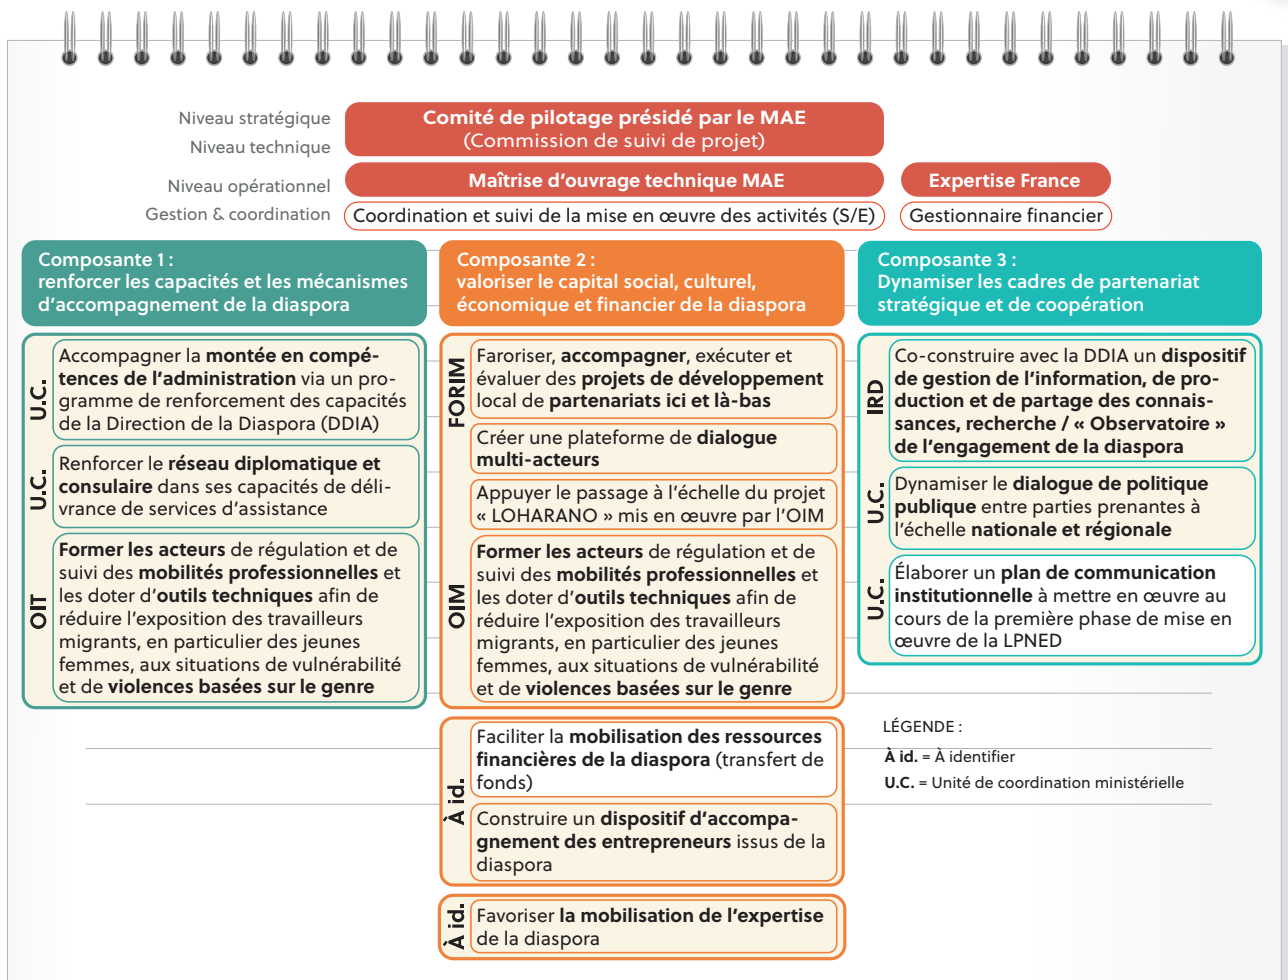 Niveau stratégique
Niveau technique
Comité de pilotage présidé par le MAE
(Commission de suivi de projet)
Niveau opérationnel
Maîtrise d'ouvrage technique MAE
Expertise France
Gestion & coordination
Coordination et suivi de la mise en œuvre des activités (S/E)
Gestionnaire financier
Composante 1 :
renforcer les capacités et les mécanismes
d'accompagnement de la diaspora
U.C.
Accompagner la montée en compé-
tences de l'administration via un pro-
gramme de renforcement des capacités
de la Direction de la Diaspora (DDIA)
U.C.
Renforcer le réseau diplomatique et
consulaire dans ses capacités de déli-
vrance de services d'assistance
OIT
Former les acteurs de régulation et de
suivi des mobilités professionnelles et
les doter d'outils techniques afin de
réduire l'exposition des travailleurs
migrants, en particulier des jeunes
femmes, aux situations de vulnérabilité
et de violences basées sur le genre
Composante 2 :
valoriser le capital social, culturel,
économique et financier de la diaspora
FORIM
Faroriser, accompagner, exécuter et
évaluer des projets de développement
local de partenariats ici et là-bas
Créer une plateforme de dialogue
multi-acteurs
Appuyer le passage à l'échelle du projet
« LOHARANO » mis en œuvre par l'OIM
OIM
Former les acteurs de régulation et de
suivi des mobilités professionnelles et
les doter d'outils techniques afin de
réduire l'exposition des travailleurs
migrants, en particulier des jeunes
femmes, aux situations de vulnérabilité
et de violences basées sur le genre
À id.
Faciliter la mobilisation des ressources
financières de la diaspora (transfert de
fonds)
Construire un dispositif d'accompa-
gnement des entrepreneurs issus de la
diaspora
À id.
Favoriser la mobilisation de l'expertise
de la diaspora
Composante 3 :
Dynamiser les cadres de partenariat
stratégique et de coopération
IRD
Co-construire avec la DDIA un dispositif
de gestion de l'information, de pro-
duction et de partage des connais-
sances, recherche / « Observatoire »
de l'engagement de la diaspora
U.C.
Dynamiser le dialogue de politique
publique entre parties prenantes à
l'échelle nationale et régionale
U.C.
Élaborer un plan de communication
institutionnelle à mettre en œuvre au
cours de la première phase de mise en
œuvre de la LPNED
LÉGENDE :
À id. = À identifier
U.C. = Unité de coordination ministérielle